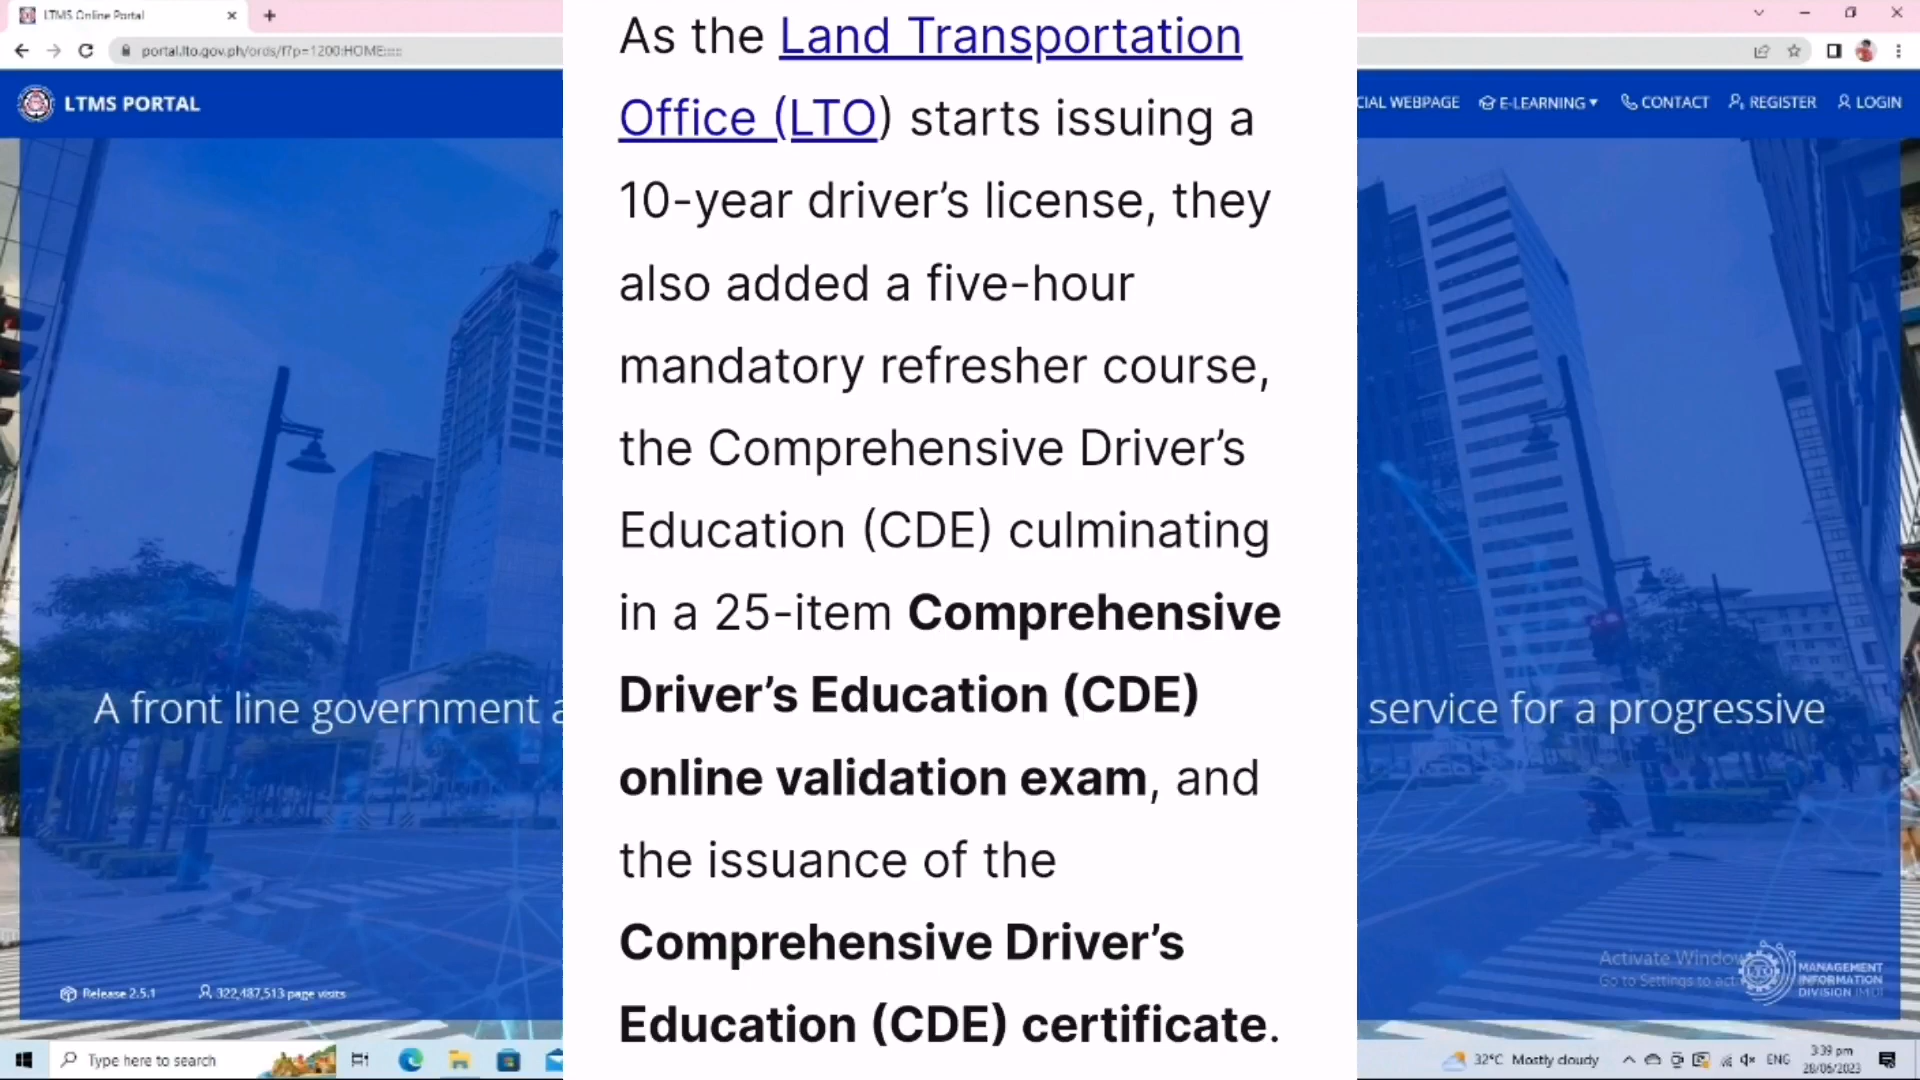 LTMS Online Portal
portal.lto.gov.ph/ords/f?p=1200:HOME:::::
LTMS PORTAL
CIAL WEBPAGE
E-LEARNING
CONTACT
REGISTER
LOGIN
As the Land Transportation
Office (LTO) starts issuing a
10-year driver’s license, they
also added a five-hour
mandatory refresher course,
the Comprehensive Driver’s
Education (CDE) culminating
in a 25-item Comprehensive
Driver’s Education (CDE)
online validation exam, and
the issuance of the
Comprehensive Driver’s
Education (CDE) certificate.
A front line government a
service for a progressive
Release 2.5.1
322,487,513 page visits
Activate Window
Go to Settings to act
MANAGEMENT
INFORMATION
DIVISION (MID)
Type here to search
32°C Mostly cloudy
ENG
3:39 pm
28/06/2023